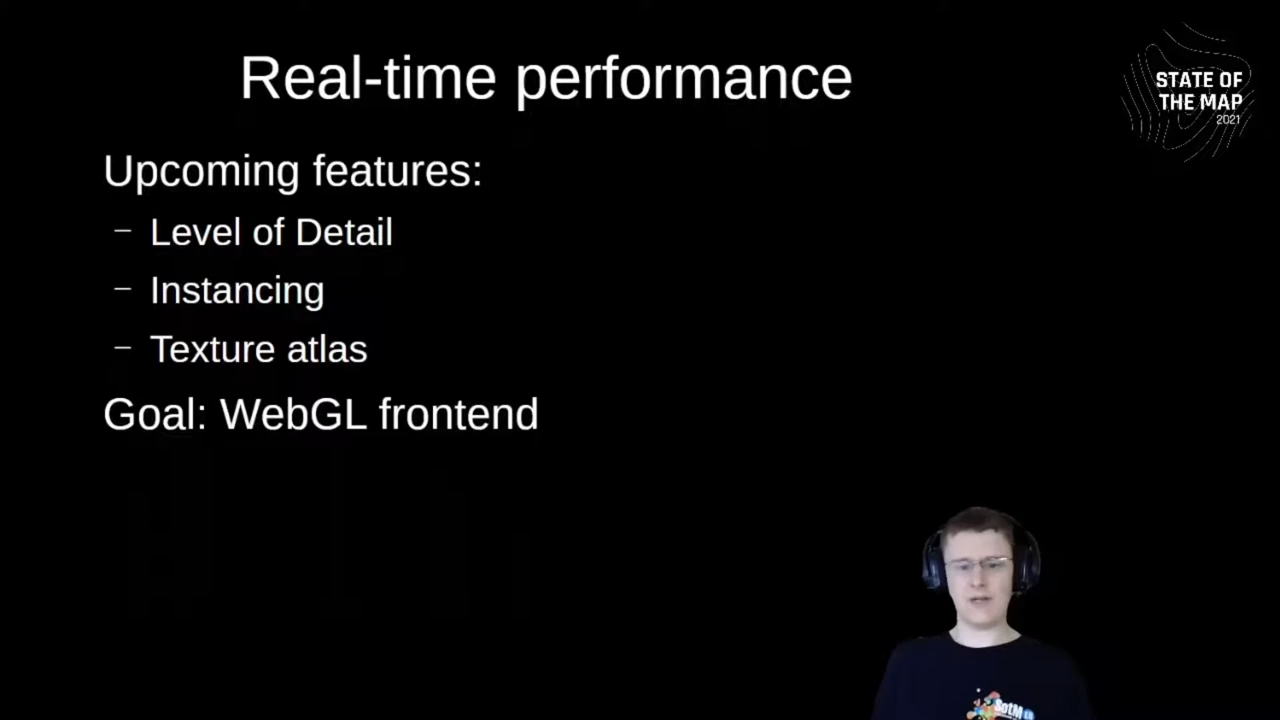 Real-time performance
STATE OF
THE MAP
2021
Upcoming features:
– Level of Detail
– Instancing
– Texture atlas
Goal: WebGL frontend
SotM